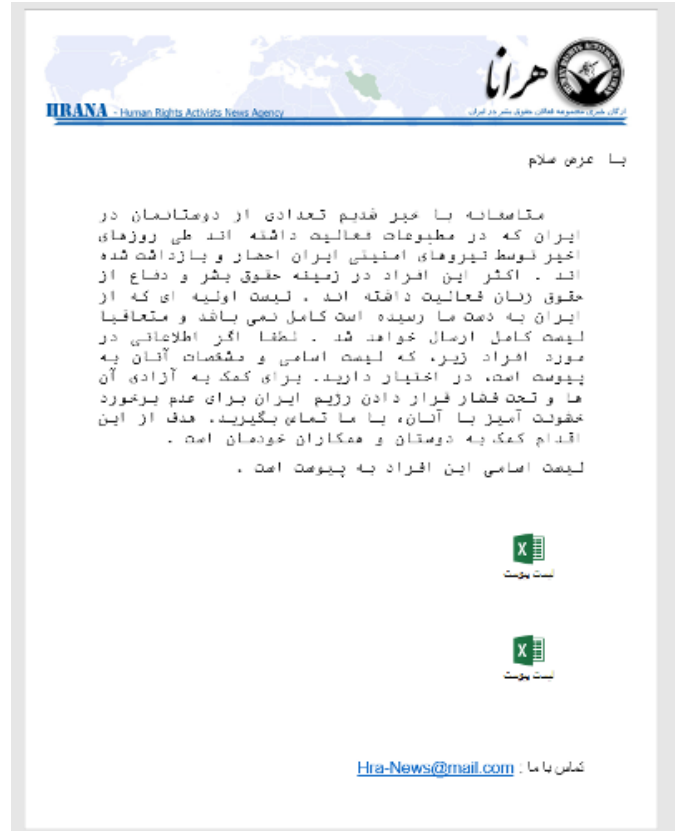 هرانا
HRANA - Human Rights Activists News Agency
ارگان خبری مجموعه فعالان حقوق بشر در ایران
با عرض سلام
متاسفانه با خبر شدیم تعدادی از دوستانمان در
ایران که در مطبوعات فعالیت داشته اند طی روزهای
اخیر توسط نیروهای امنیتی ایران احضار و بازداشت شده
اند . اکثر این افراد در زمینه حقوق بشر و دفاع از
حقوق زنان فعالیت داشته اند . لیست اولیه ای که از
ایران به دست ما رسیده است کامل نمی باشد و متعاقبا
لیست کامل ارسال خواهد شد . لطفا اگر اطلاعاتی در
مورد افراد زیر، که لیست اسامی و مشخصات آنان به
پیوست است، در اختیار دارید. برای کمک به آزادی آن
ها و تحت فشار قرار دادن رژیم ایران برای عدم برخورد
خشونت آمیز با آنان، با ما تماس بگیرید. هدف از این
اقدام کمک به دوستان و همکاران خودمان است .
لیست اسامی این افراد به پیوست است .
لیست پیوست
لیست پیوست
تماس با ما : Hra-News@mail.com